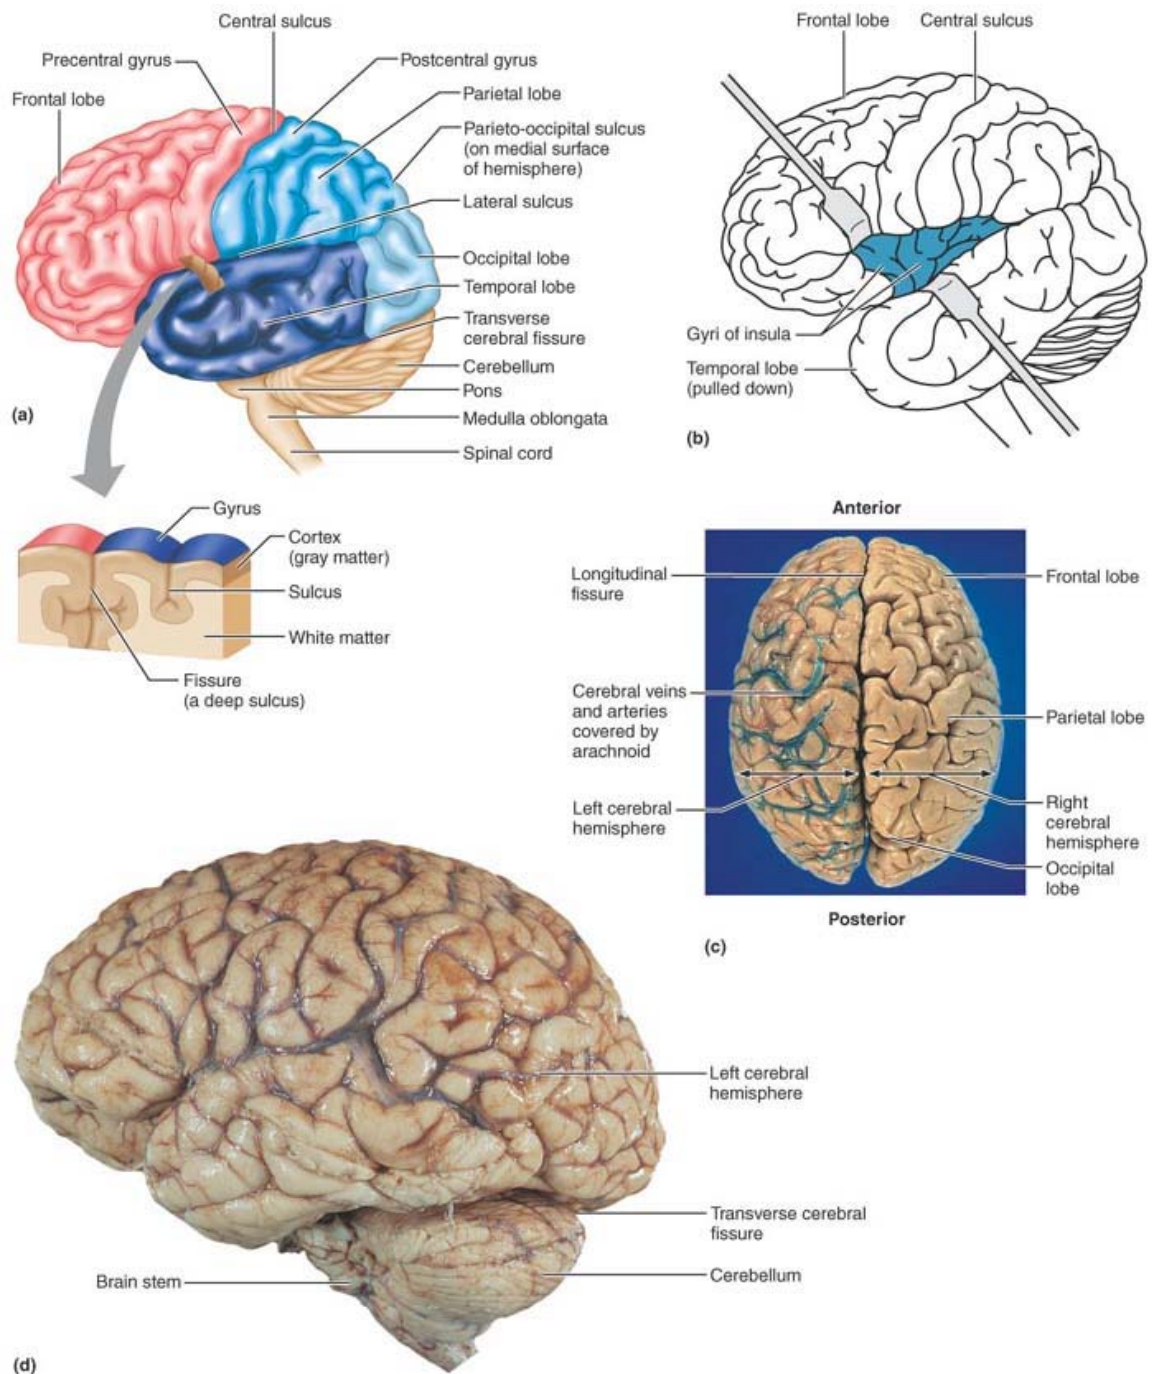 Central sulcus
Precentral gyrus
Postcentral gyrus
Frontal lobe
Parietal lobe
Parieto-occipital sulcus
(on medial surface
of hemisphere)
Lateral sulcus
Occipital lobe
Temporal lobe
Transverse
cerebral fissure
Cerebellum
Pons
Medulla oblongata
Spinal cord
(a)
Gyrus
Cortex
(gray matter)
Sulcus
White matter
Fissure
(a deep sulcus)
Frontal lobe
Central sulcus
Gyri of insula
Temporal lobe
(pulled down)
(b)
Anterior
Longitudinal
fissure
Frontal lobe
Cerebral veins
and arteries
covered by
arachnoid
Parietal lobe
Left cerebral
hemisphere
Right
cerebral
hemisphere
Occipital
lobe
Posterior
(c)
Left cerebral
hemisphere
Transverse cerebral
fissure
Cerebellum
Brain stem
(d)